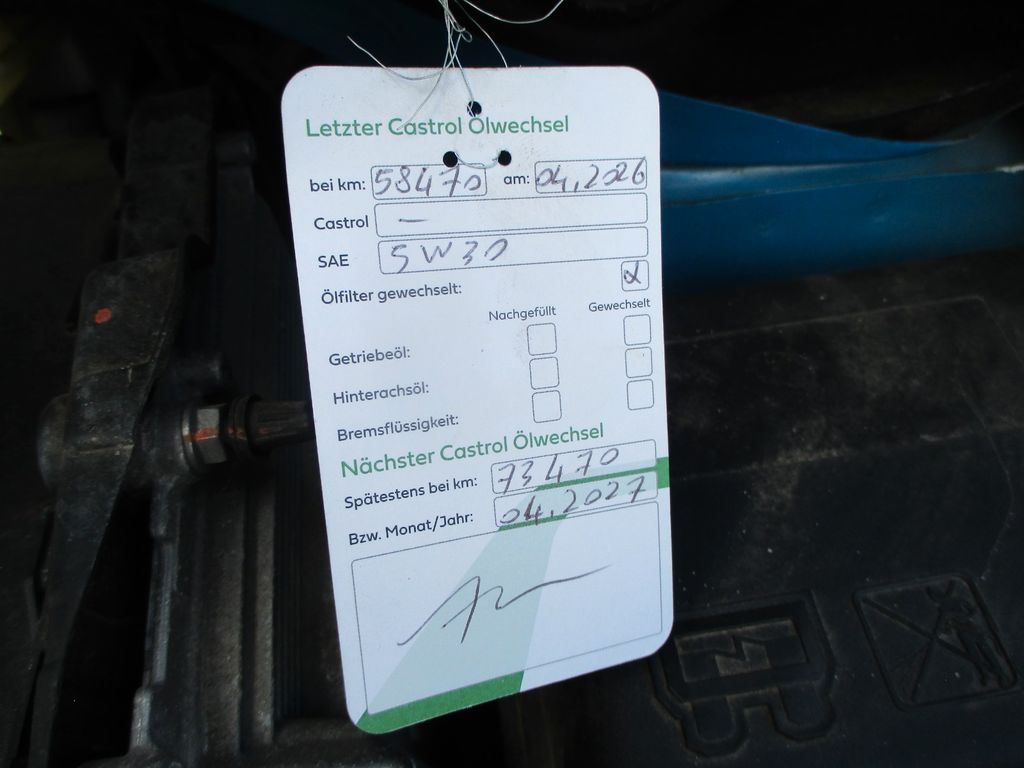 Letzter Castrol Ölwechsel
bei km: 58470 am: 04.2026
Castrol –
SAE 5W30
Ölfilter gewechselt:
Nachgefüllt Gewechselt
Getriebeöl:
Hinterachsöl:
Bremsflüssigkeit:
Nächster Castrol Ölwechsel
Spätestens bei km: 73470
Bzw. Monat/Jahr: 04.2027